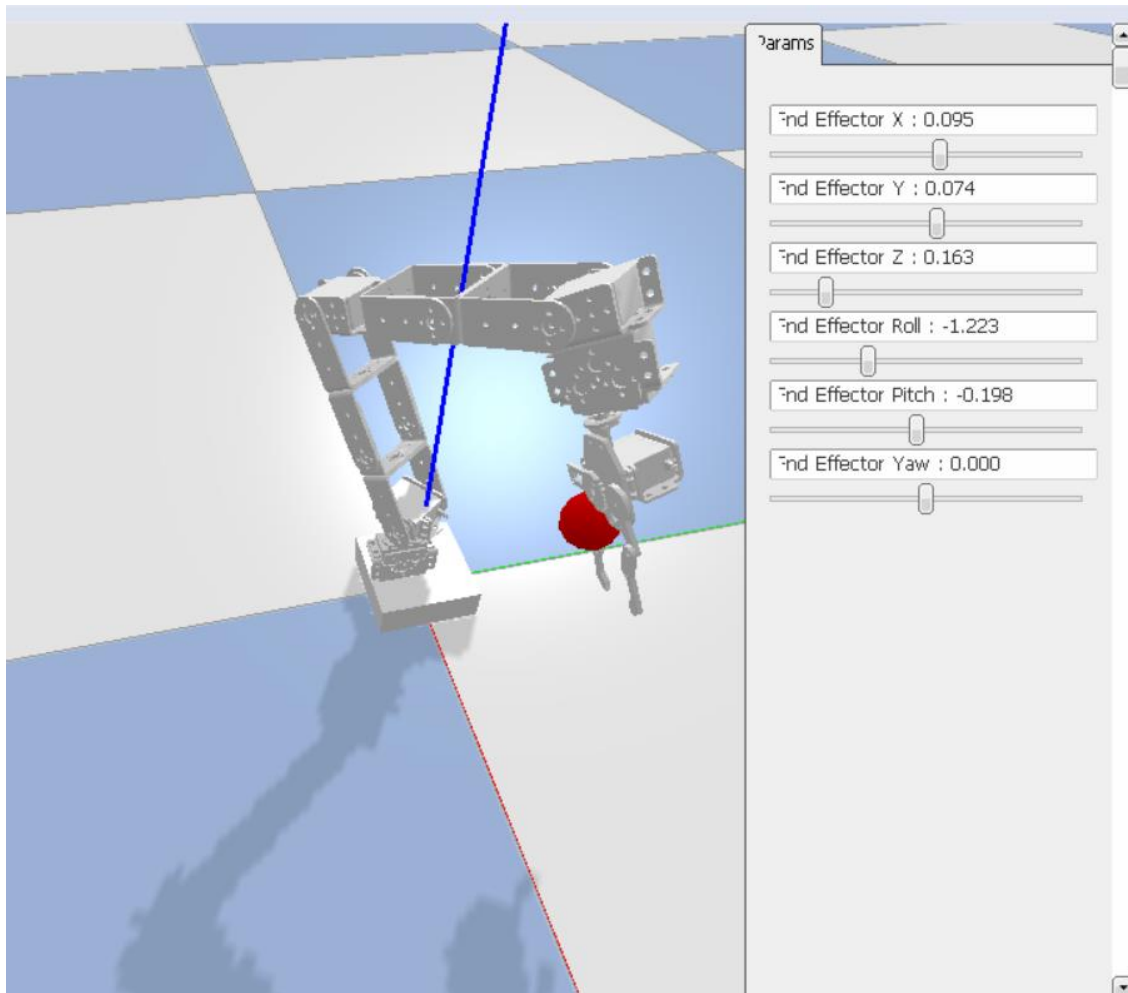 Params
End Effector X : 0.095
End Effector Y : 0.074
End Effector Z : 0.163
End Effector Roll : -1.223
End Effector Pitch : -0.198
End Effector Yaw : 0.000